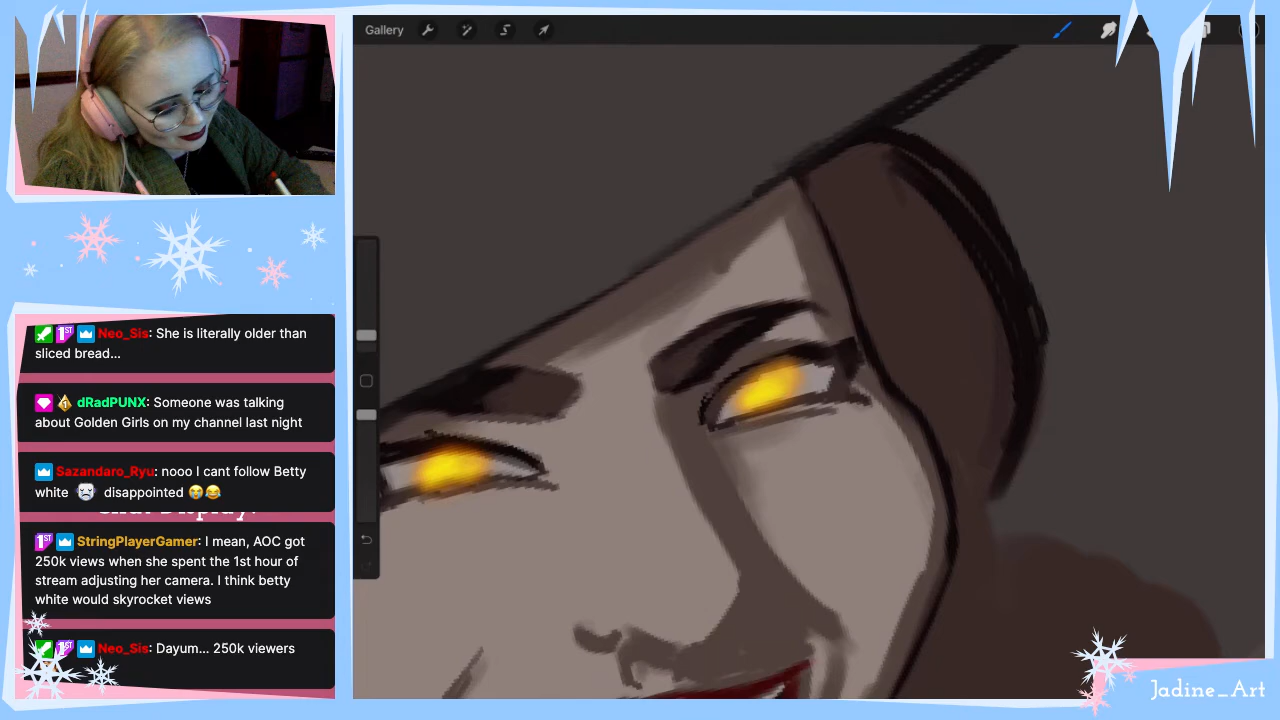 Gallery
Neo_Sis: She is literally older than
sliced bread...
dRadPUNX: Someone was talking
about Golden Girls on my channel last night
Sazandaro_Ryu: nooo I cant follow Betty
white disappointed
StringPlayerGamer: I mean, AOC got
250k views when she spent the 1st hour of
stream adjusting her camera. I think betty
white would skyrocket views
Neo_Sis: Dayum... 250k viewers
Jadine_Art